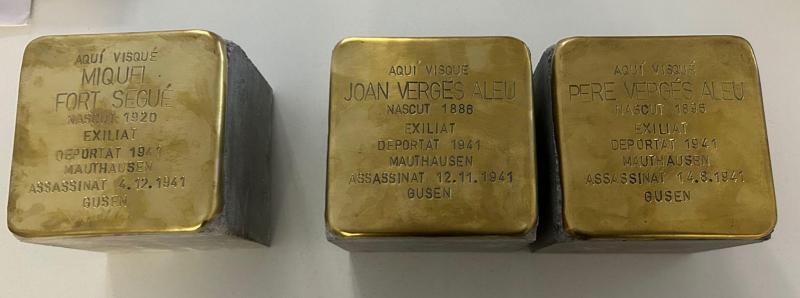 AQUÍ VISQUÉ
MIQUEL
FORT SEGUÉ
NASCUT 1920
EXILIAT
DEPORTAT 1941
MAUTHAUSEN
ASSASSINAT 4.12.1941
GUSEN
AQUÍ VISQUÉ
JOAN VERGÉS ALEU
NASCUT 1886
EXILIAT
DEPORTAT 1941
MAUTHAUSEN
ASSASSINAT 12.11.1941
GUSEN
AQUÍ VISQUÉ
PERE VERGÉS ALEU
NASCUT 1895
EXILIAT
DEPORTAT 1941
MAUTHAUSEN
ASSASSINAT 14.8.1941
GUSEN